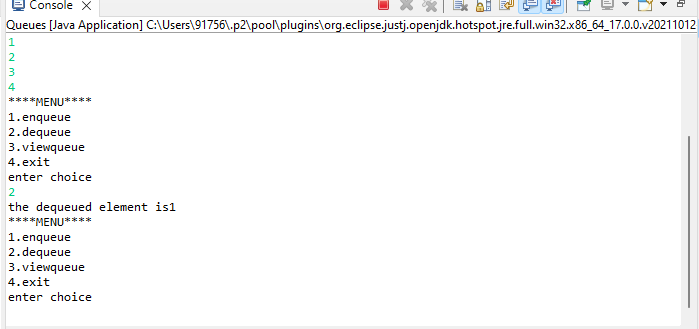 Console
Queues [Java Application] C:\Users\91756\.p2\pool\plugins\org.eclipse.justj.openjdk.hotspot.jre.full.win32.x86_64_17.0.0.v20211012
1
2
3
4
****MENU****
1.enqueue
2.dequeue
3.viewqueue
4.exit
enter choice
2
the dequeued element is1
****MENU****
1.enqueue
2.dequeue
3.viewqueue
4.exit
enter choice